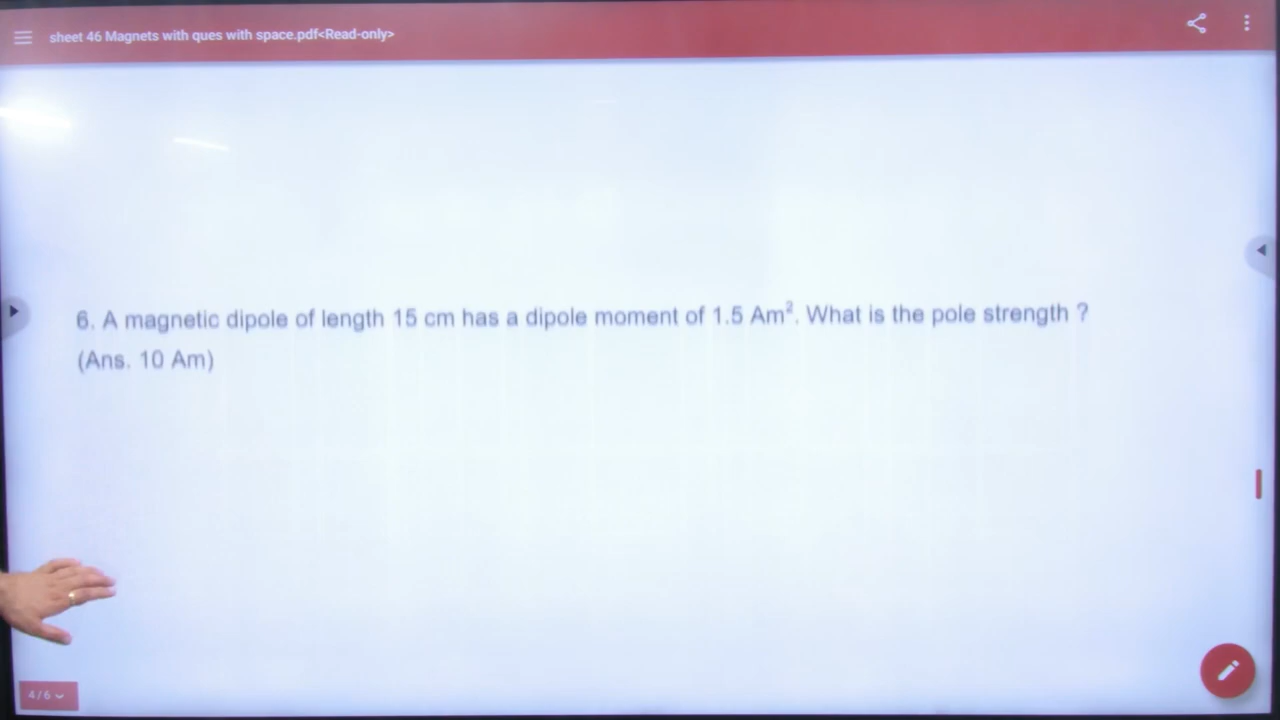 sheet 46 Magnets with ques with space.pdf<Read-only>
6. A magnetic dipole of length 15 cm has a dipole moment of 1.5 Am². What is the pole strength ?
(Ans. 10 Am)
4/6